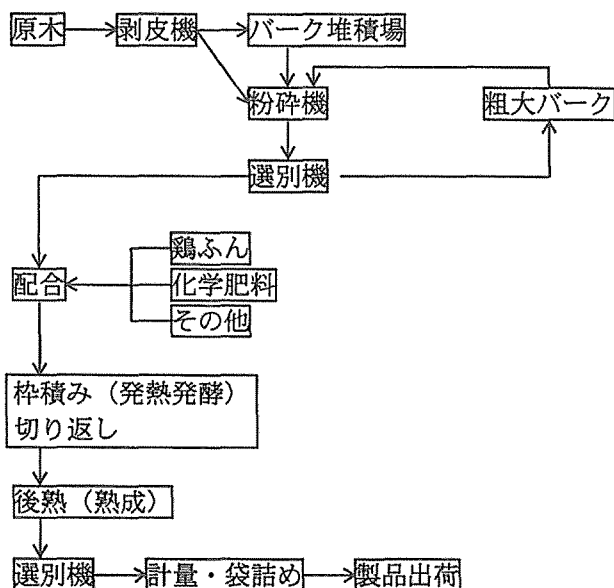 原木
剥皮機
バーク堆積場
粉砕機
粗大バーク
選別機
鶏ふん
配合
化学肥料
その他
枠積み（発熱発酵）
切り返し
後熟（熟成）
選別機
計量・袋詰め
製品出荷